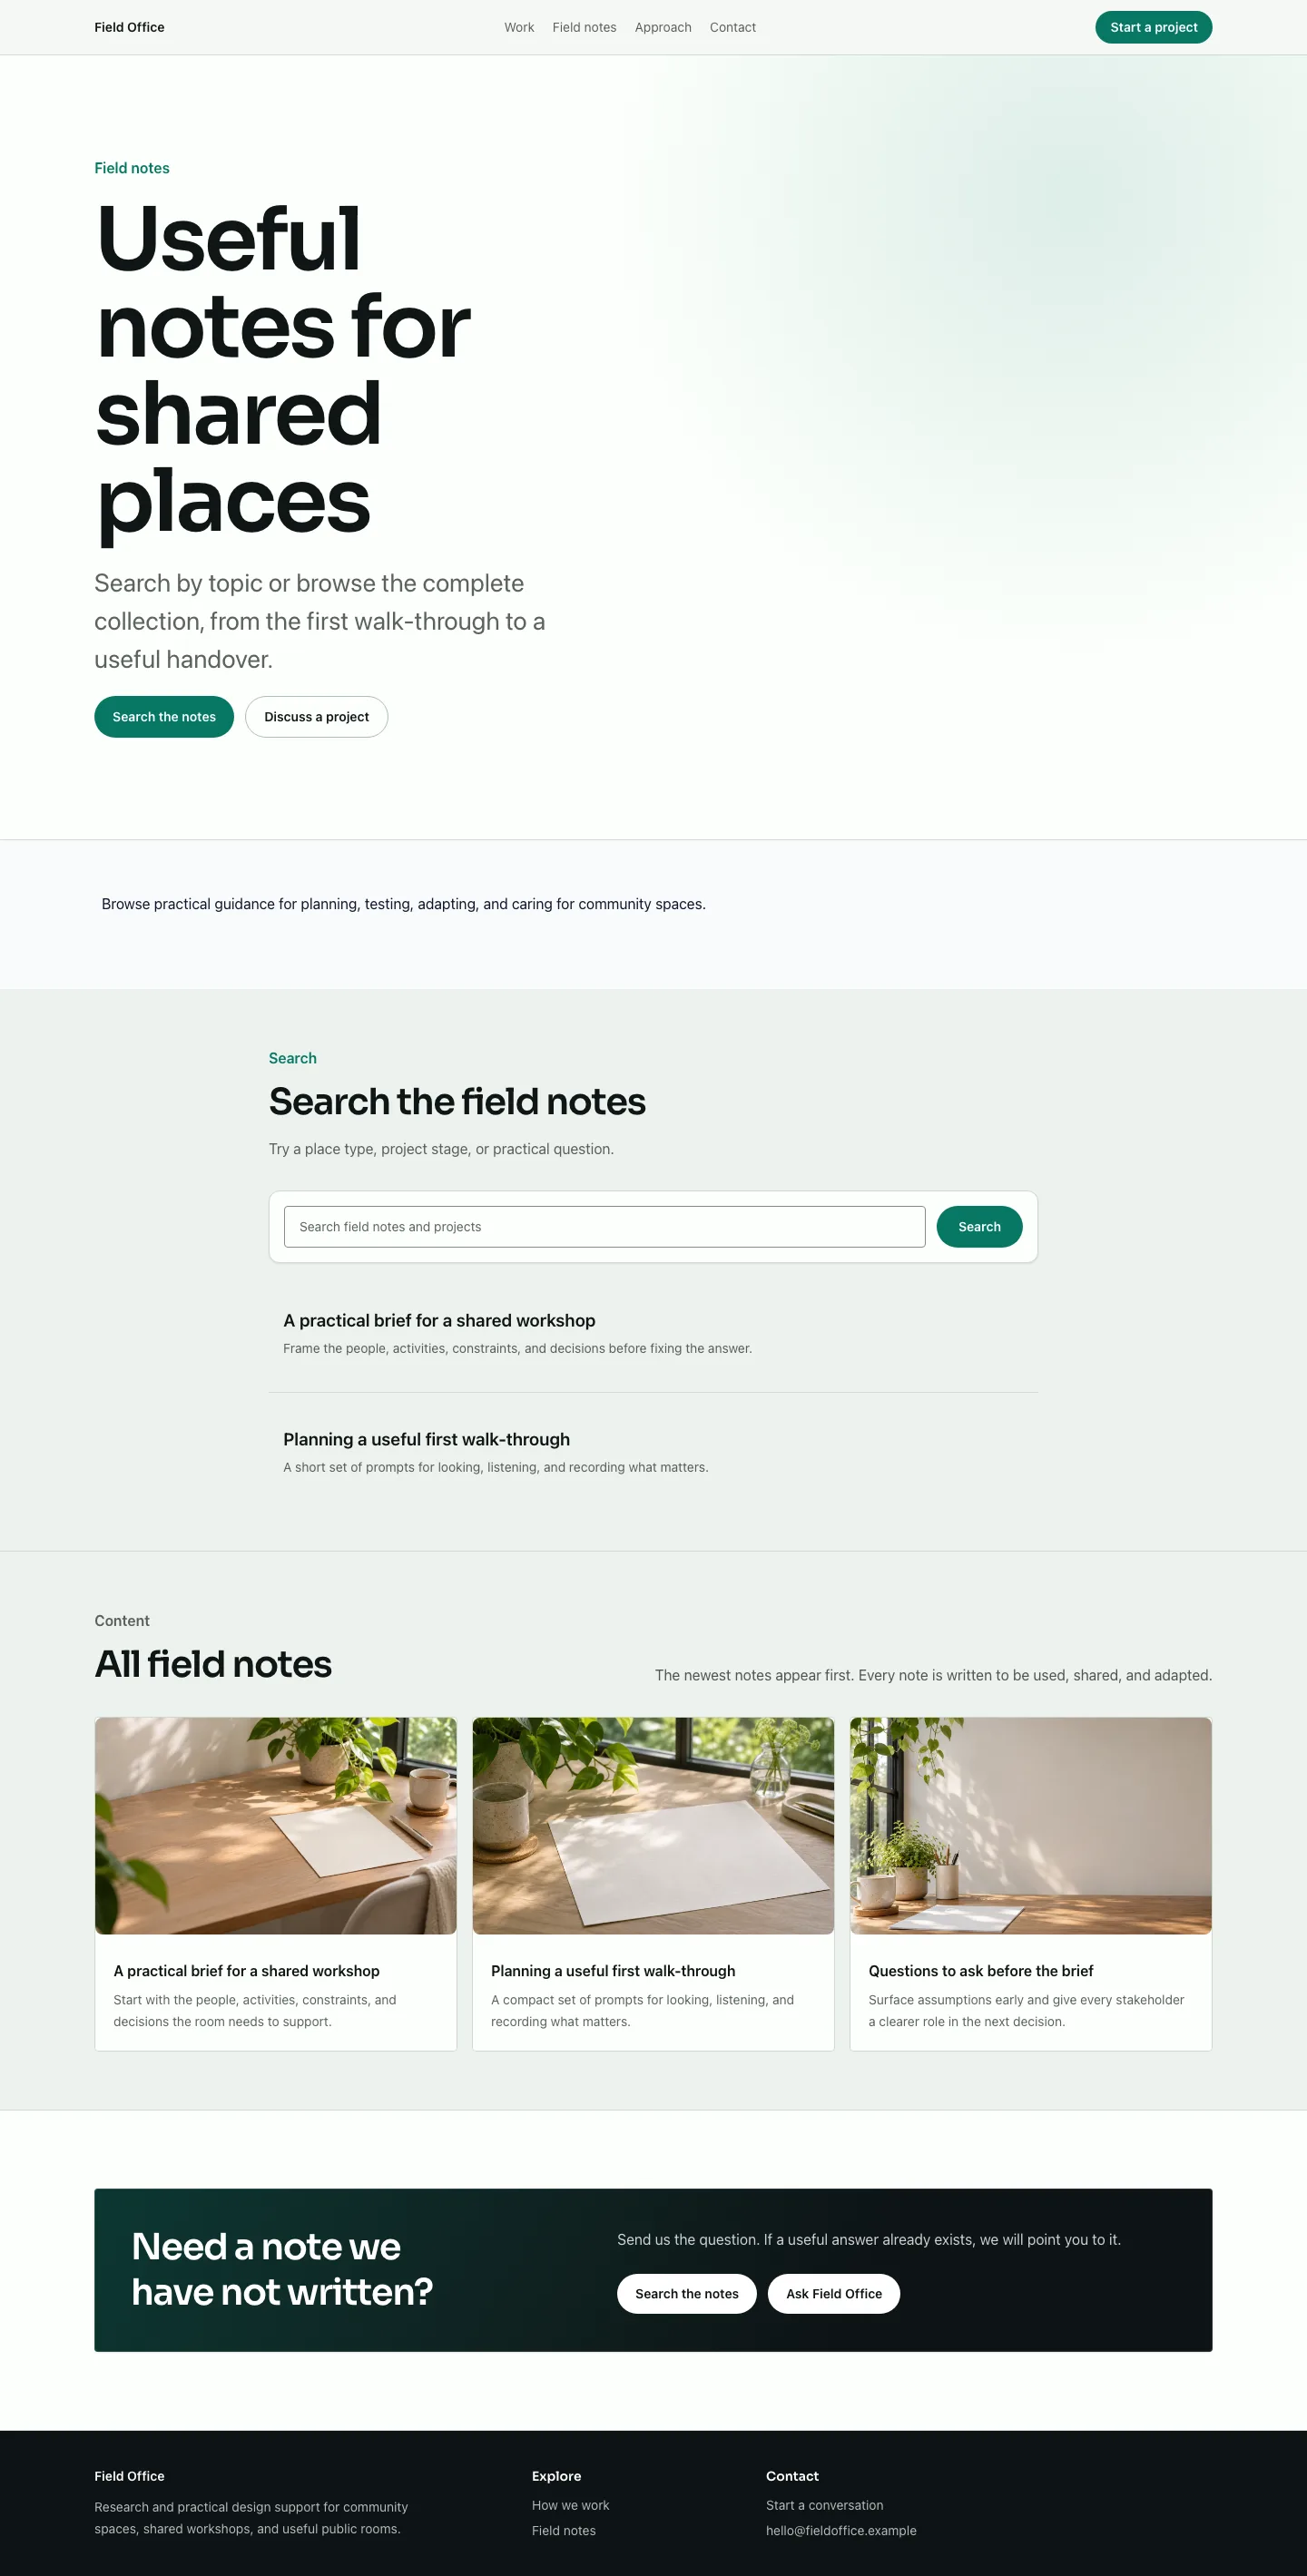 Field Office
Work
Field notes
Approach
Contact
Start a project
Field notes
Useful
notes for
shared
places
Search by topic or browse the complete
collection, from the first walk-through to a
useful handover.
Search the notes
Discuss a project
Browse practical guidance for planning, testing, adapting, and caring for community spaces.
Search
Search the field notes
Try a place type, project stage, or practical question.
Search field notes and projects
Search
A practical brief for a shared workshop
Frame the people, activities, constraints, and decisions before fixing the answer.
Planning a useful first walk-through
A short set of prompts for looking, listening, and recording what matters.
Content
All field notes
The newest notes appear first. Every note is written to be used, shared, and adapted.
A practical brief for a shared workshop
Start with the people, activities, constraints, and
decisions the room needs to support.
Planning a useful first walk-through
A compact set of prompts for looking, listening, and
recording what matters.
Questions to ask before the brief
Surface assumptions early and give every stakeholder
a clearer role in the next decision.
Need a note we
have not written?
Send us the question. If a useful answer already exists, we will point you to it.
Search the notes
Ask Field Office
Field Office
Research and practical design support for community
spaces, shared workshops, and useful public rooms.
Explore
How we work
Field notes
Contact
Start a conversation
hello@fieldoffice.example